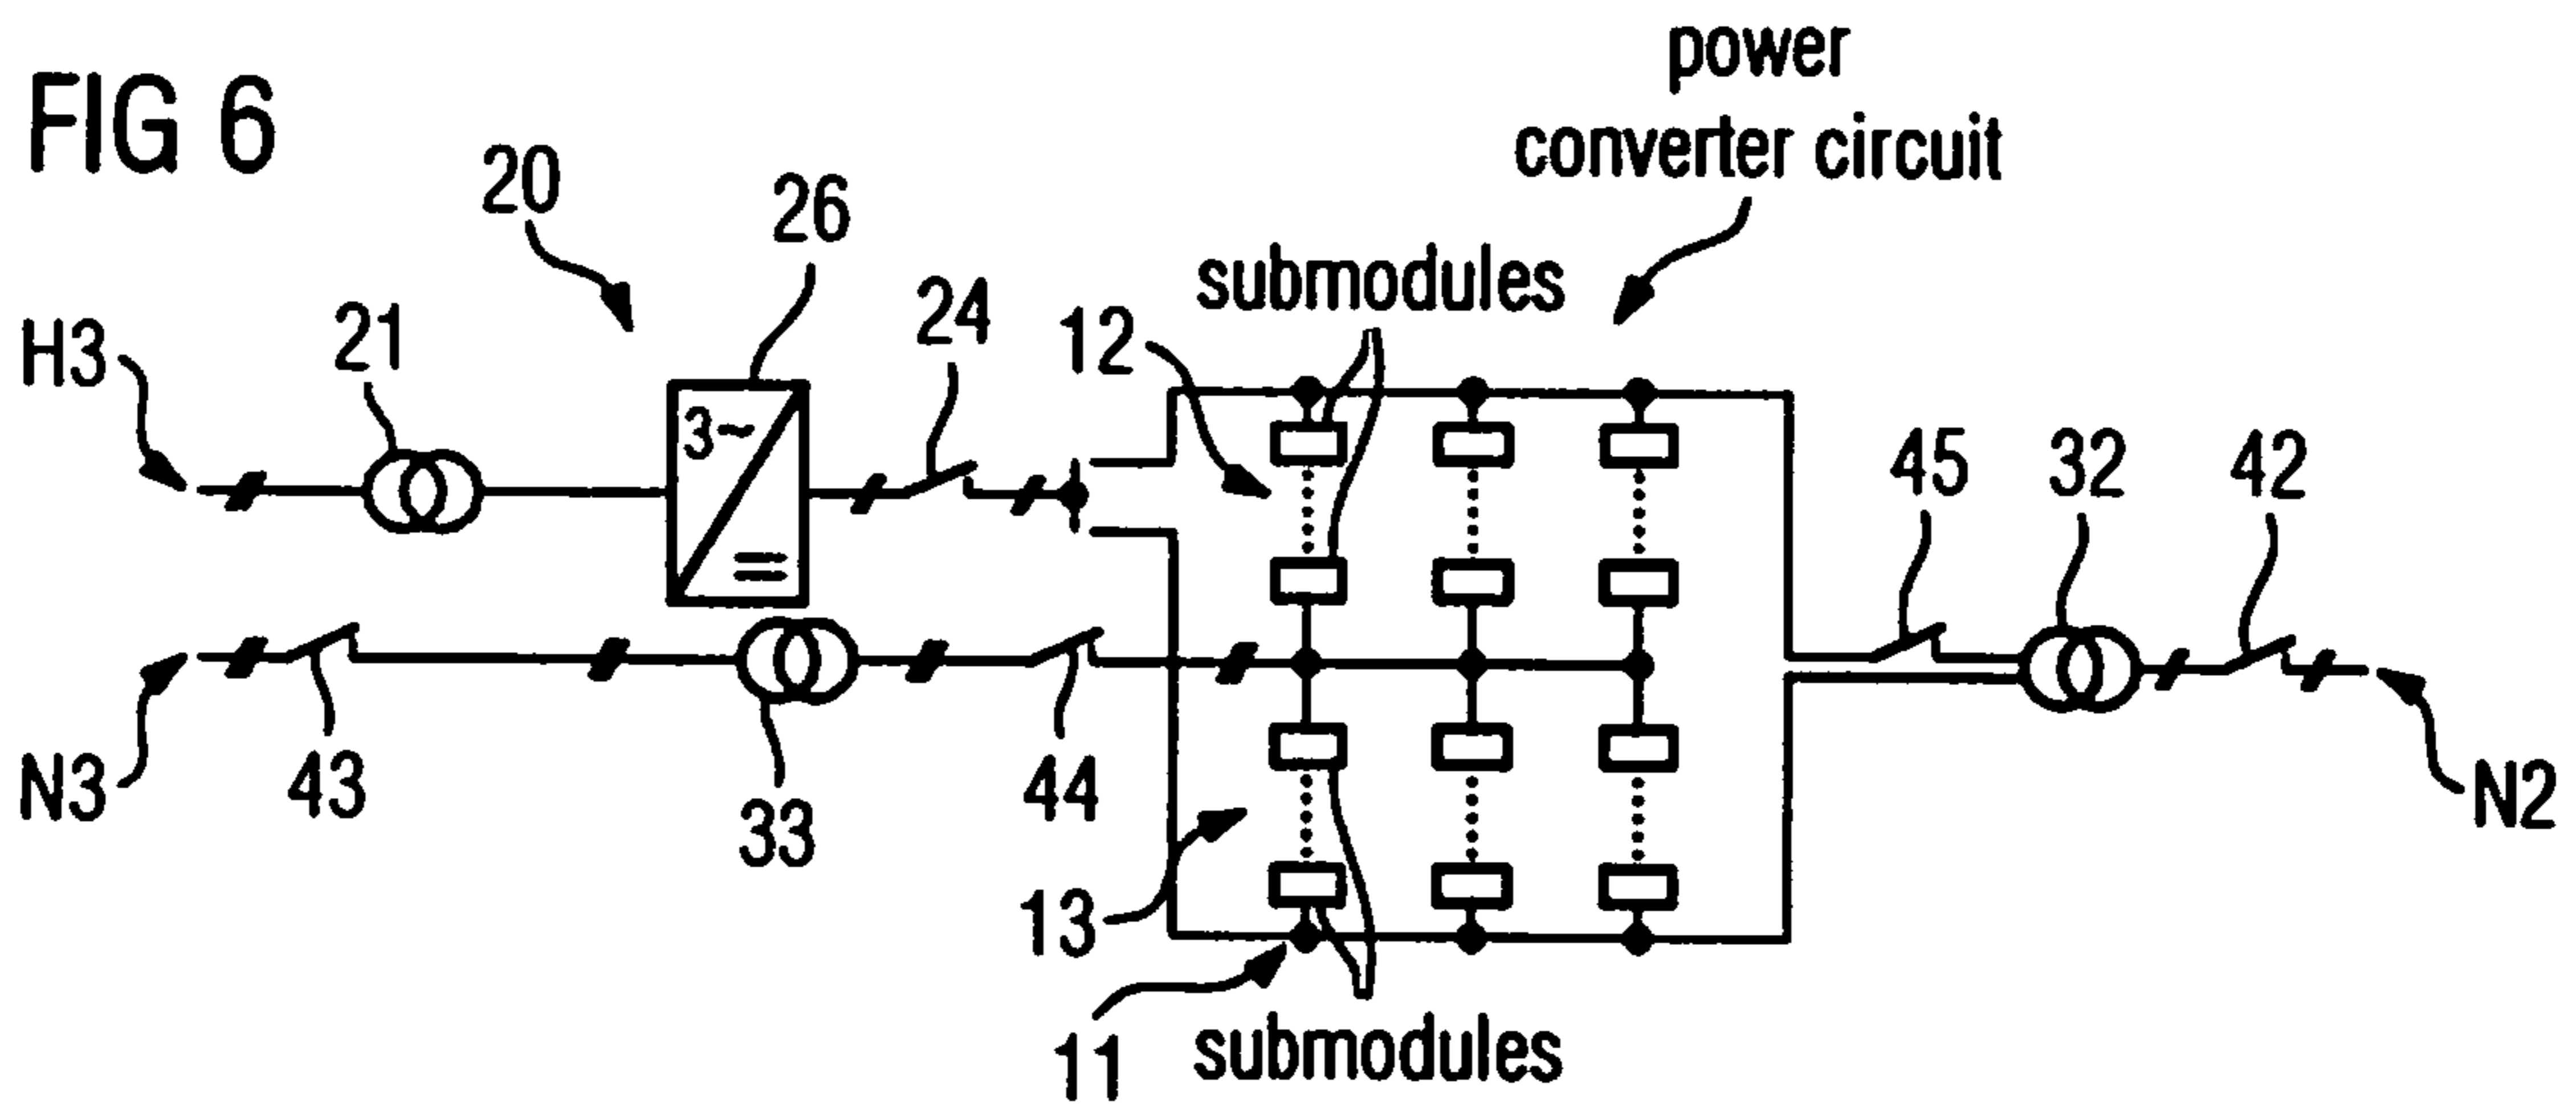 FIG 6
power
converter circuit
20
26
submodules
24
12
21
H3
3~
45
32
42
N3
43
33
44
N2
13
11
submodules